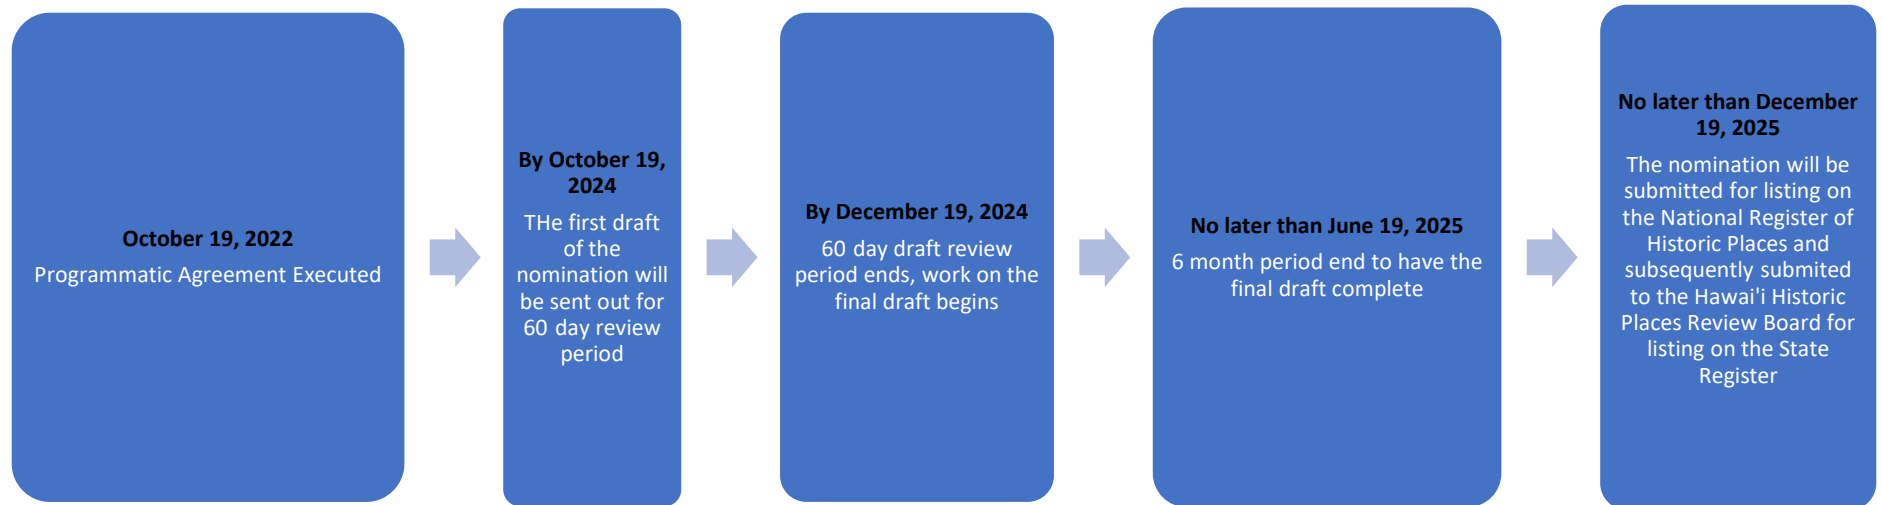 October 19, 2022
Programmatic Agreement Executed
By October 19,
2024
THe first draft
of the
nomination will
be sent out for
60 day review
period
By December 19, 2024
60 day draft review
period ends, work on the
final draft begins
No later than June 19, 2025
6 month period end to have the
final draft complete
No later than December
19, 2025
The nomination will be
submitted for listing on
the National Register of
Historic Places and
subsequently submited
to the Hawai'i Historic
Places Review Board for
listing on the State
Register